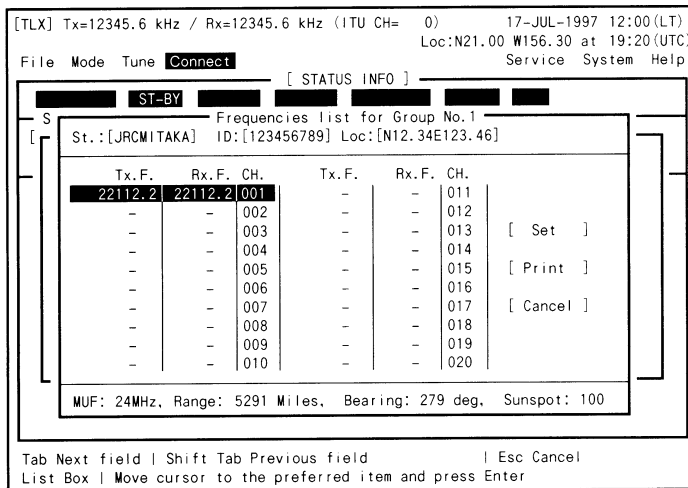 [TLX] Tx=12345.6 kHz / Rx=12345.6 kHz (ITU CH=   0)   17-JUL-1997 12:00(LT)
Loc:N21.00 W156.30 at 19:20(UTC)
File Mode Tune Connect   Service System Help
[ STATUS INFO ]
ST-BY
S   Frequencies list for Group No.1
[   St.:[JRCMITAKA] ID:[123456789] Loc:[N12.34E123.46]
Tx.F. Rx.F. CH. Tx.F. Rx.F. CH.
22112.2 22112.2 001 - - 011
- - 002 - - 012
- - 003 - - 013 [ Set ]
- - 004 - - 014
- - 005 - - 015 [ Print ]
- - 006 - - 016
- - 007 - - 017 [ Cancel ]
- - 008 - - 018
- - 009 - - 019
- - 010 - - 020
MUF: 24MHz, Range: 5291 Miles, Bearing: 279 deg, Sunspot: 100
Tab Next field | Shift Tab Previous field | Esc Cancel
List Box | Move cursor to the preferred item and press Enter